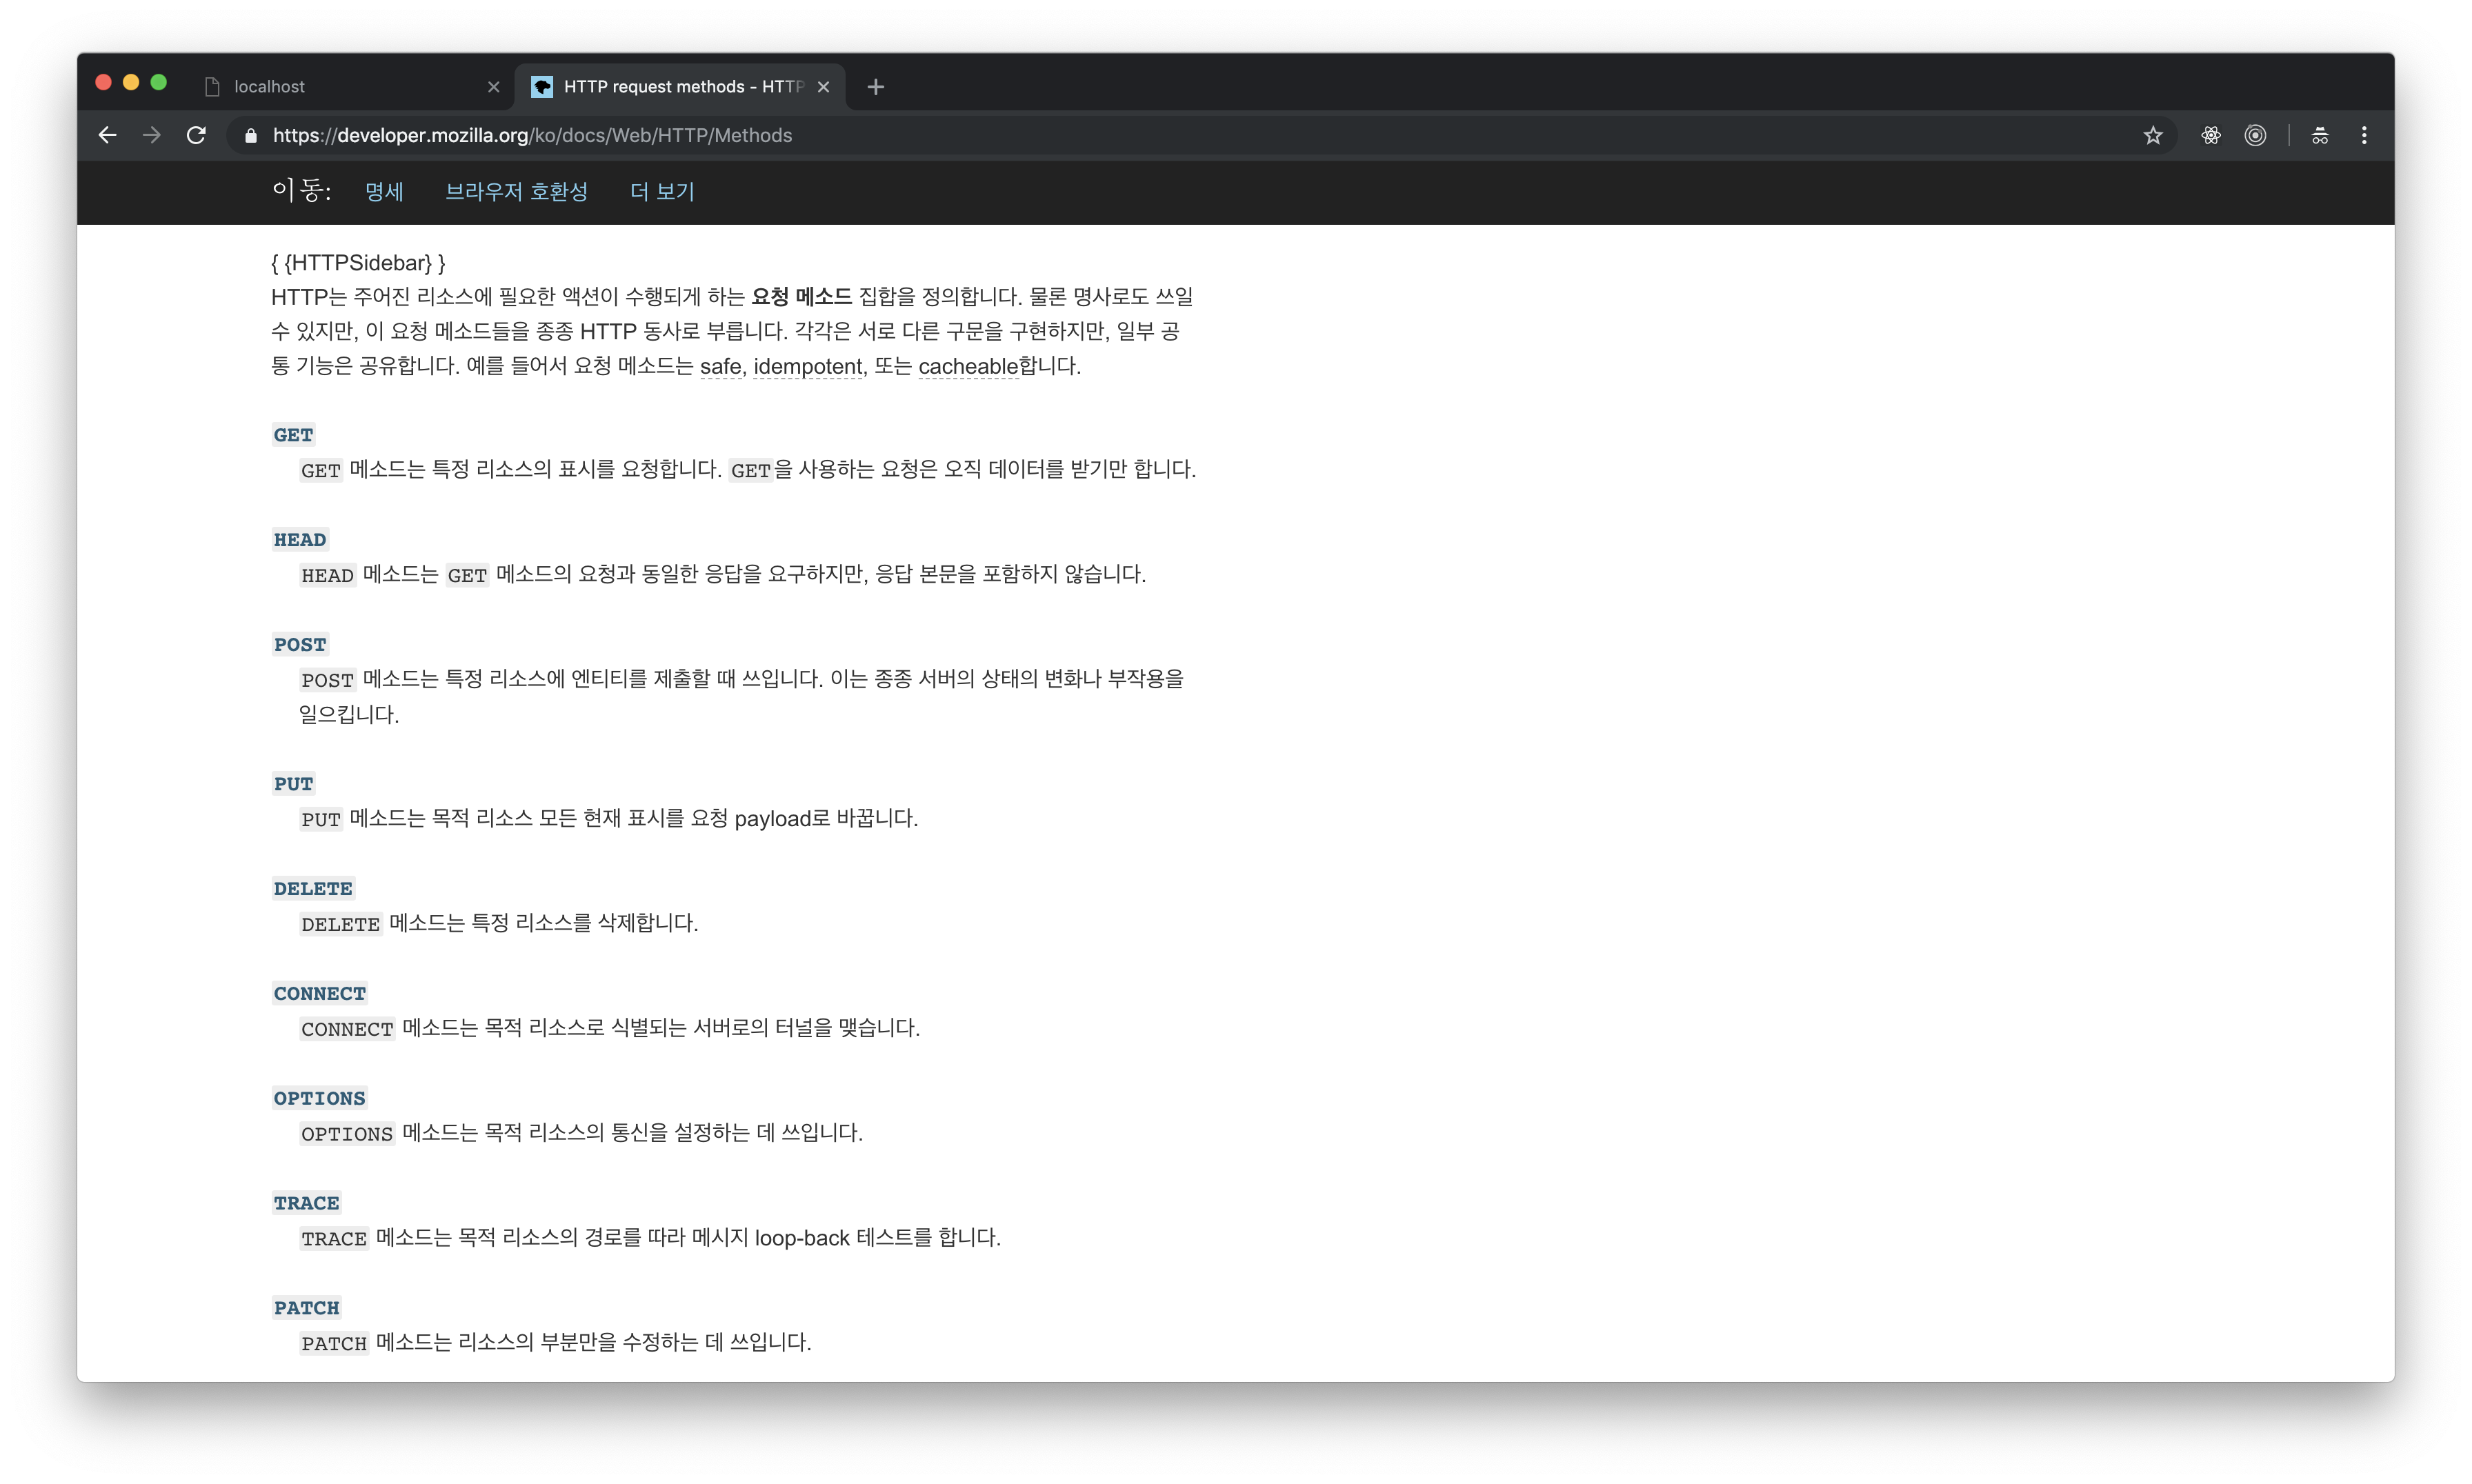 localhost
HTTP request methods - HTTP
https://developer.mozilla.org/ko/docs/Web/HTTP/Methods
이동: 명세 브라우저 호환성 더 보기
{ {HTTPSidebar} }
HTTP는 주어진 리소스에 필요한 액션이 수행되게 하는 요청 메소드 집합을 정의합니다. 물론 명사로도 쓰일
수 있지만, 이 요청 메소드들을 종종 HTTP 동사로 부릅니다. 각각은 서로 다른 구문을 구현하지만, 일부 공
통 기능은 공유합니다. 예를 들어서 요청 메소드는 safe, idempotent, 또는 cacheable합니다.
GET
GET 메소드는 특정 리소스의 표시를 요청합니다. GET을 사용하는 요청은 오직 데이터를 받기만 합니다.
HEAD
HEAD 메소드는 GET 메소드의 요청과 동일한 응답을 요구하지만, 응답 본문을 포함하지 않습니다.
POST
POST 메소드는 특정 리소스에 엔티티를 제출할 때 쓰입니다. 이는 종종 서버의 상태의 변화나 부작용을
일으킵니다.
PUT
PUT 메소드는 목적 리소스 모든 현재 표시를 요청 payload로 바꿉니다.
DELETE
DELETE 메소드는 특정 리소스를 삭제합니다.
CONNECT
CONNECT 메소드는 목적 리소스로 식별되는 서버로의 터널을 맺습니다.
OPTIONS
OPTIONS 메소드는 목적 리소스의 통신을 설정하는 데 쓰입니다.
TRACE
TRACE 메소드는 목적 리소스의 경로를 따라 메시지 loop-back 테스트를 합니다.
PATCH
PATCH 메소드는 리소스의 부분만을 수정하는 데 쓰입니다.